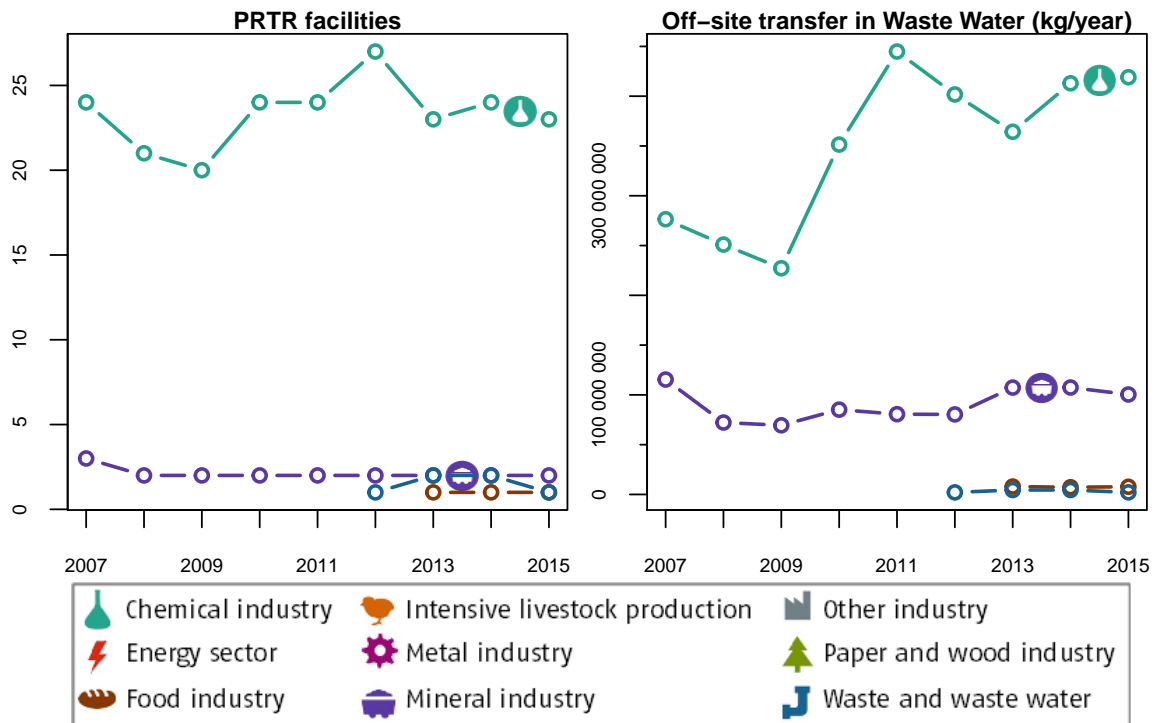 PRTR facilities
Off−site transfer in Waste Water (kg/year)
25
20
15
10
5
0
300 000 000
100 000 000
0
2007 2009 2011 2013 2015
2007 2009 2011 2013 2015
Chemical industry Intensive livestock production Other industry
Energy sector Metal industry Paper and wood industry
Food industry Mineral industry Waste and waste water